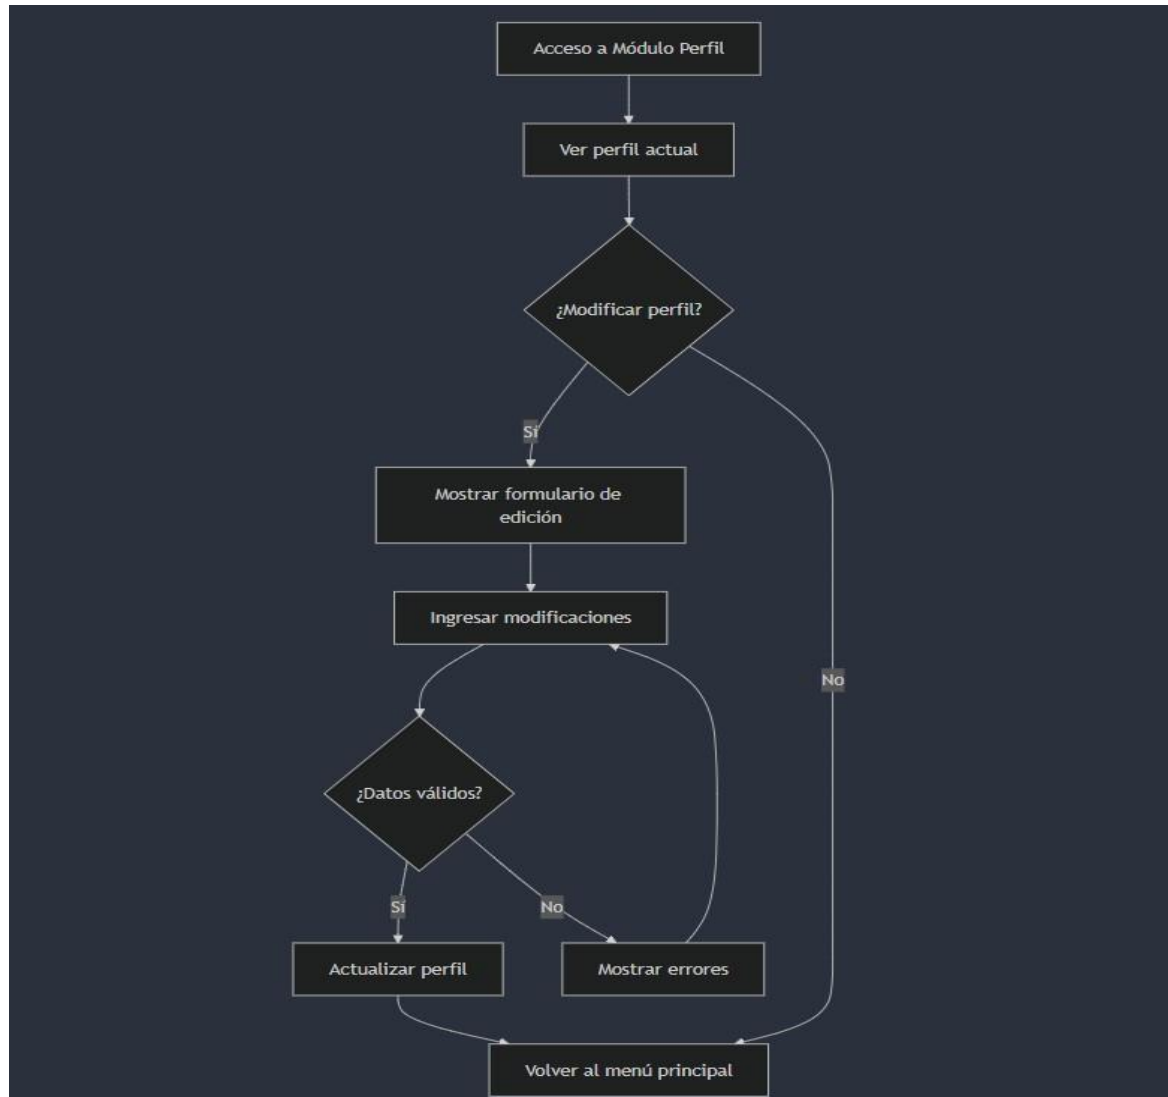 Acceso a Módulo Perfil
Ver perfil actual
¿Modificar perfil?
Sí
Mostrar formulario de
edición
Ingresar modificaciones
No
¿Datos válidos?
Sí
No
Actualizar perfil
Mostrar errores
Volver al menú principal